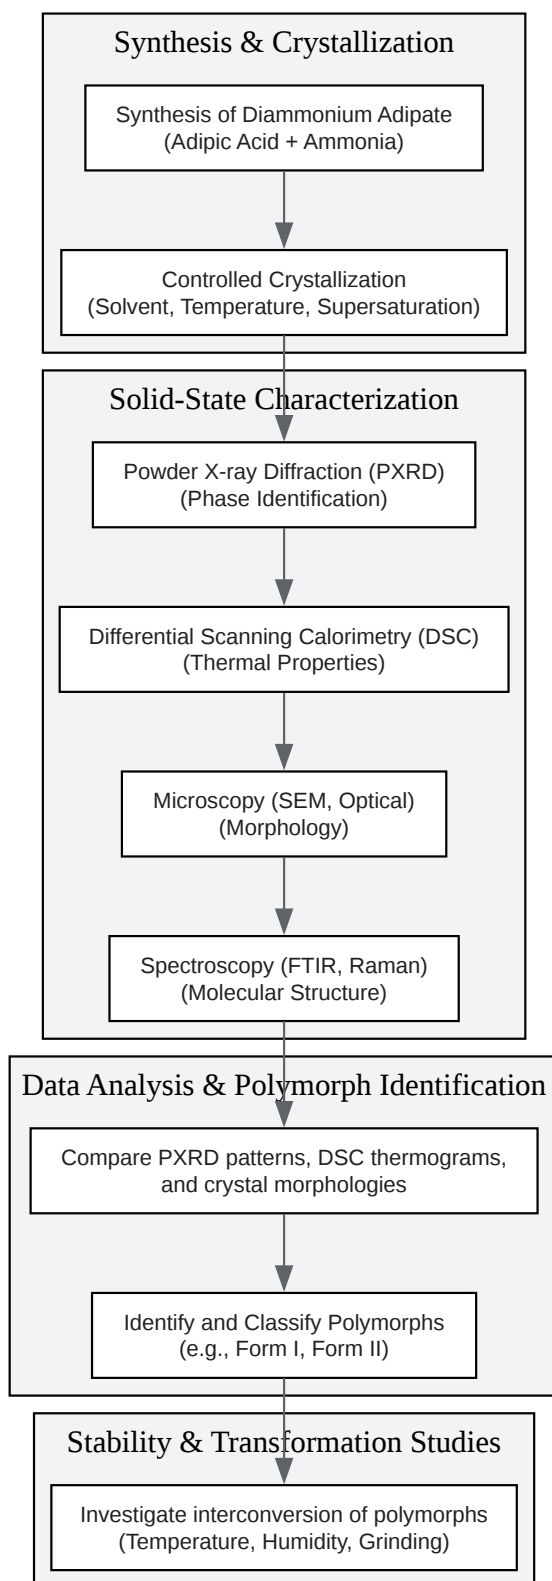 Synthesis & Crystallization
Synthesis of Diammonium Adipate
(Adipic Acid + Ammonia)
Controlled Crystallization
(Solvent, Temperature, Supersaturation)
Solid-State Characterization
Powder X-ray Diffraction (PXRD)
(Phase Identification)
Differential Scanning Calorimetry (DSC)
(Thermal Properties)
Microscopy (SEM, Optical)
(Morphology)
Spectroscopy (FTIR, Raman)
(Molecular Structure)
Data Analysis & Polymorph Identification
Compare PXRD patterns, DSC thermograms,
and crystal morphologies
Identify and Classify Polymorphs
(e.g., Form I, Form II)
Stability & Transformation Studies
Investigate interconversion of polymorphs
(Temperature, Humidity, Grinding)